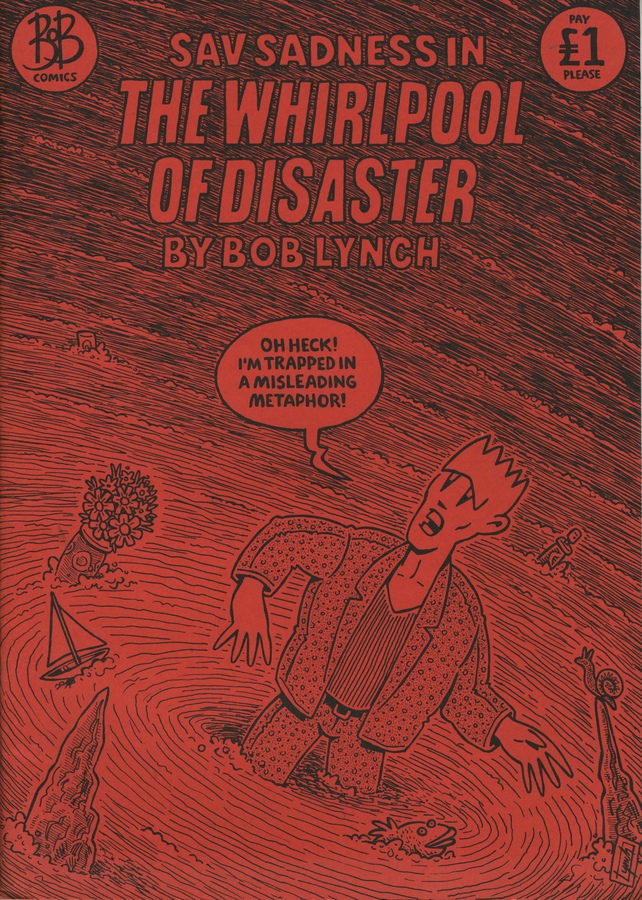 BOB
COMICS
PAY
£1
PLEASE
SAV SADNESS IN
THE WHIRLPOOL
OF DISASTER
BY BOB LYNCH
OH HECK!
I'M TRAPPED IN
A MISLEADING
METAPHOR!
Lynch